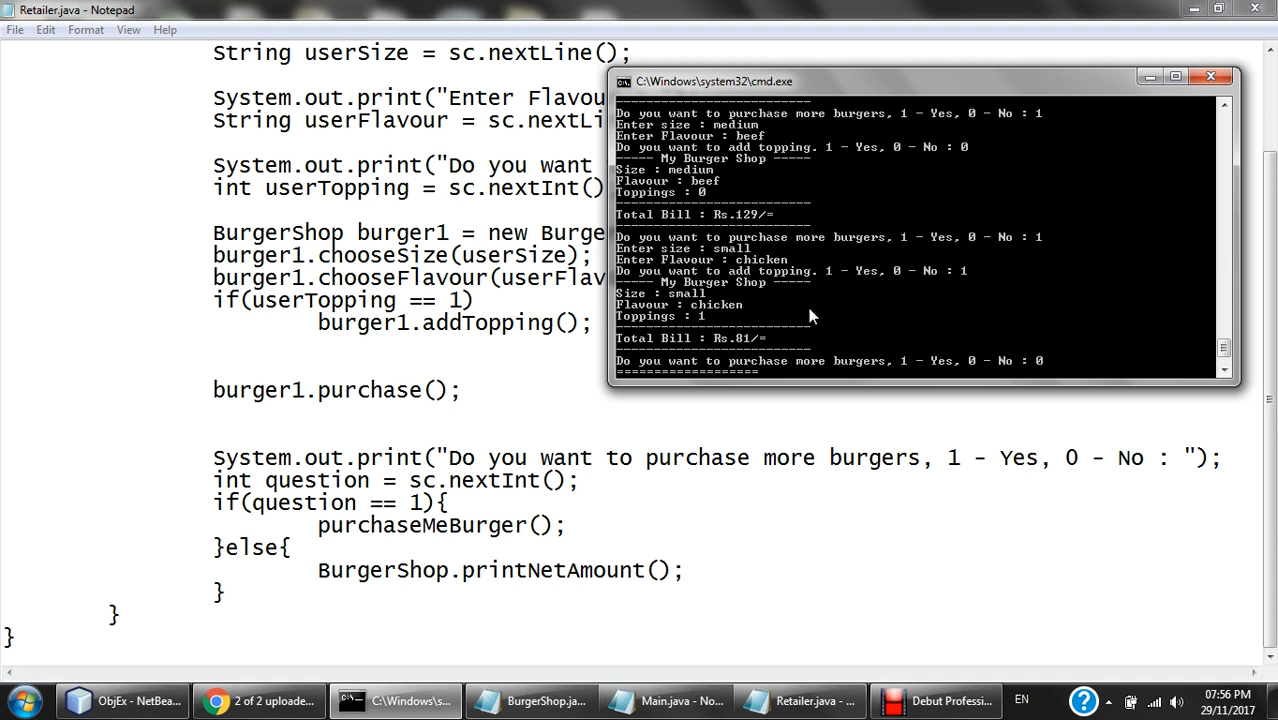 Retailer.java - Notepad
File Edit Format View Help
String userSize = sc.nextLine();
System.out.print("Enter Flavou
String userFlavour = sc.nextLi
System.out.print("Do you want
int userTopping = sc.nextInt()
BurgerShop burger1 = new Burge
burger1.chooseSize(userSize);
burger1.chooseFlavour(userFlav
if(userTopping == 1)
burger1.addTopping();
burger1.purchase();
System.out.print("Do you want to purchase more burgers, 1 - Yes, 0 - No : ");
int question = sc.nextInt();
if(question == 1){
purchaseMeBurger();
}else{
BurgerShop.printNetAmount();
}
}
}
C:\Windows\system32\cmd.exe
--------------------------
Do you want to purchase more burgers, 1 - Yes, 0 - No : 1
Enter size : medium
Enter Flavour : beef
Do you want to add topping. 1 - Yes, 0 - No : 0
----- My Burger Shop -----
Size : medium
Flavour : beef
Toppings : 0
--------------------------
Total Bill : Rs.129/=
--------------------------
Do you want to purchase more burgers, 1 - Yes, 0 - No : 1
Enter size : small
Enter Flavour : chicken
Do you want to add topping. 1 - Yes, 0 - No : 1
----- My Burger Shop -----
Size : small
Flavour : chicken
Toppings : 1
--------------------------
Total Bill : Rs.81/=
--------------------------
Do you want to purchase more burgers, 1 - Yes, 0 - No : 0
===================
ObjEx - NetBea... 2 of 2 uploade... C:\Windows\s... BurgerShop.ja... Main.java - No... Retailer.java - ... Debut Professi... EN 07:56 PM
29/11/2017